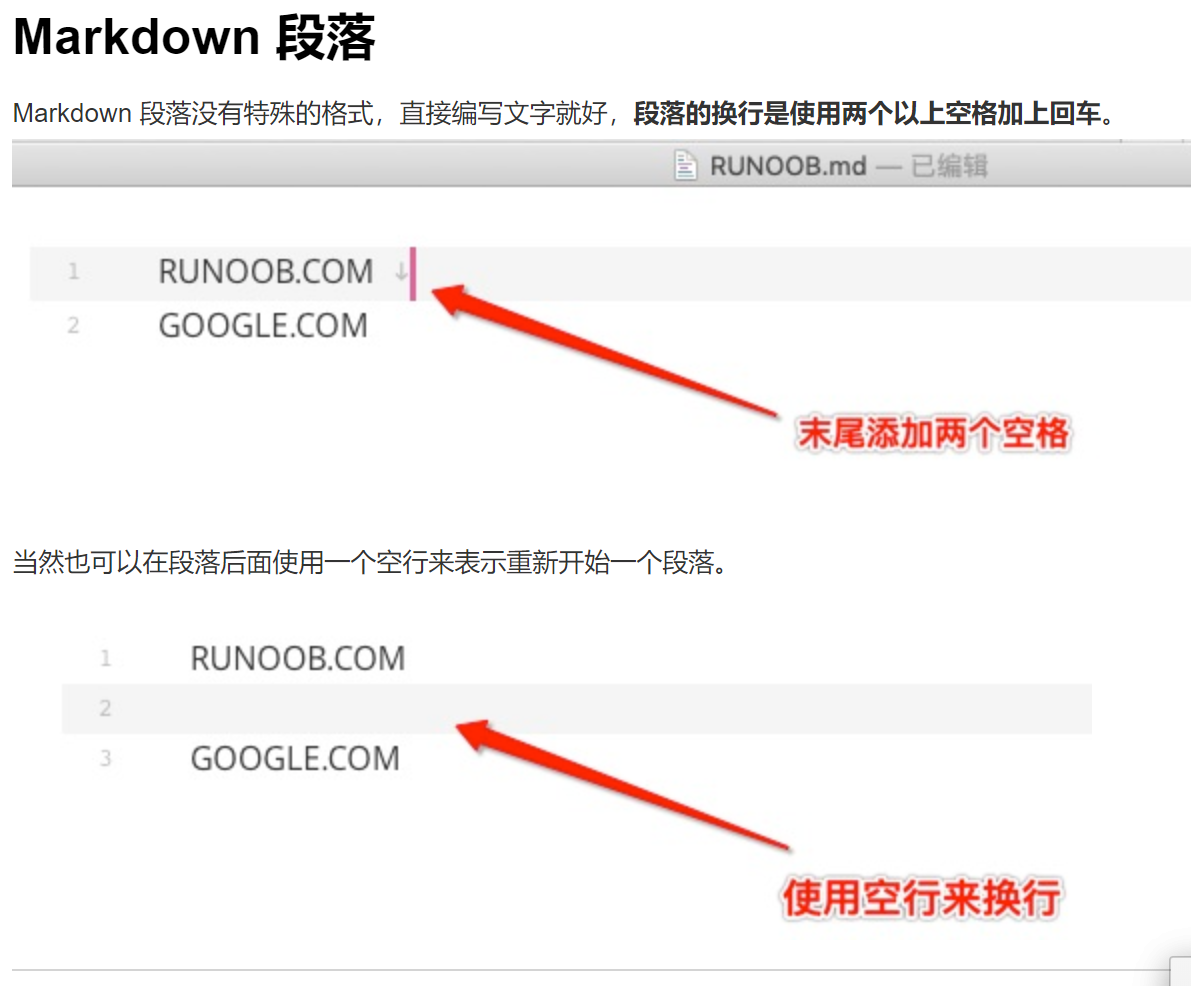 Markdown 段落
Markdown 段落没有特殊的格式，直接编写文字就好，段落的换行是使用两个以上空格加上回车。
RUNOOB.md — 已编辑
1 RUNOOB.COM ↓
2 GOOGLE.COM
末尾添加两个空格
当然也可以在段落后面使用一个空行来表示重新开始一个段落。
1 RUNOOB.COM
2
3 GOOGLE.COM
使用空行来换行